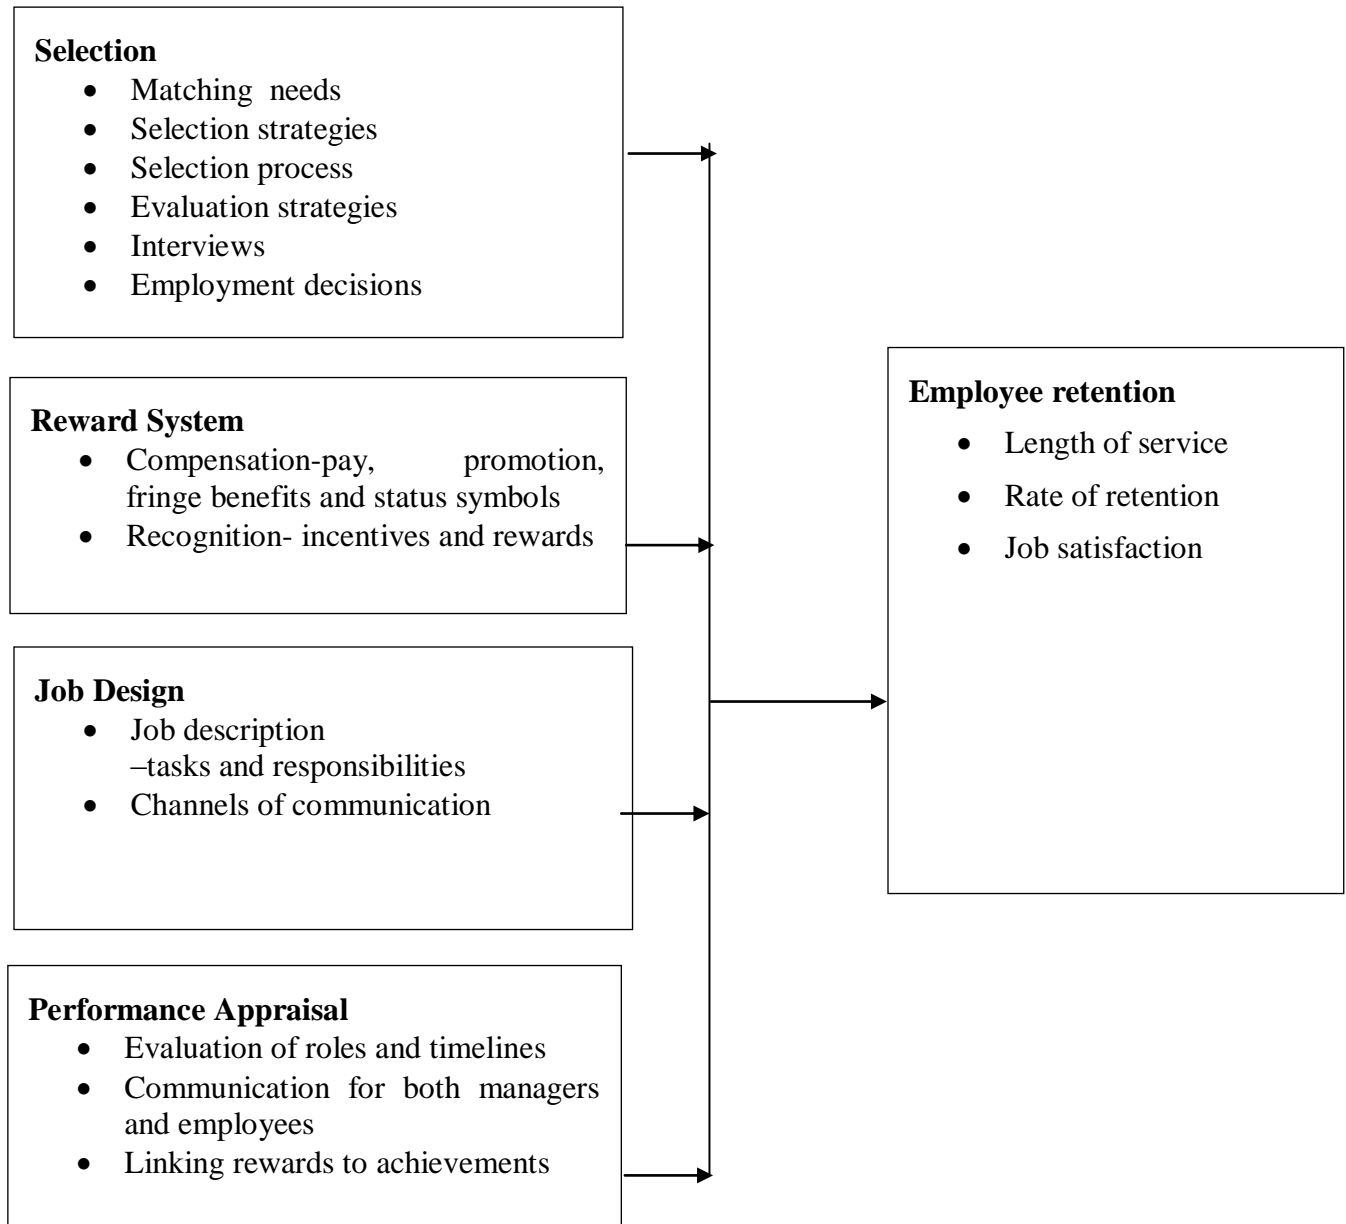 Selection
• Matching needs
• Selection strategies
• Selection process
• Evaluation strategies
• Interviews
• Employment decisions
Reward System
• Compensation-pay, promotion,
fringe benefits and status symbols
• Recognition- incentives and rewards
Job Design
• Job description
–tasks and responsibilities
• Channels of communication
Performance Appraisal
• Evaluation of roles and timelines
• Communication for both managers
and employees
• Linking rewards to achievements
Employee retention
• Length of service
• Rate of retention
• Job satisfaction